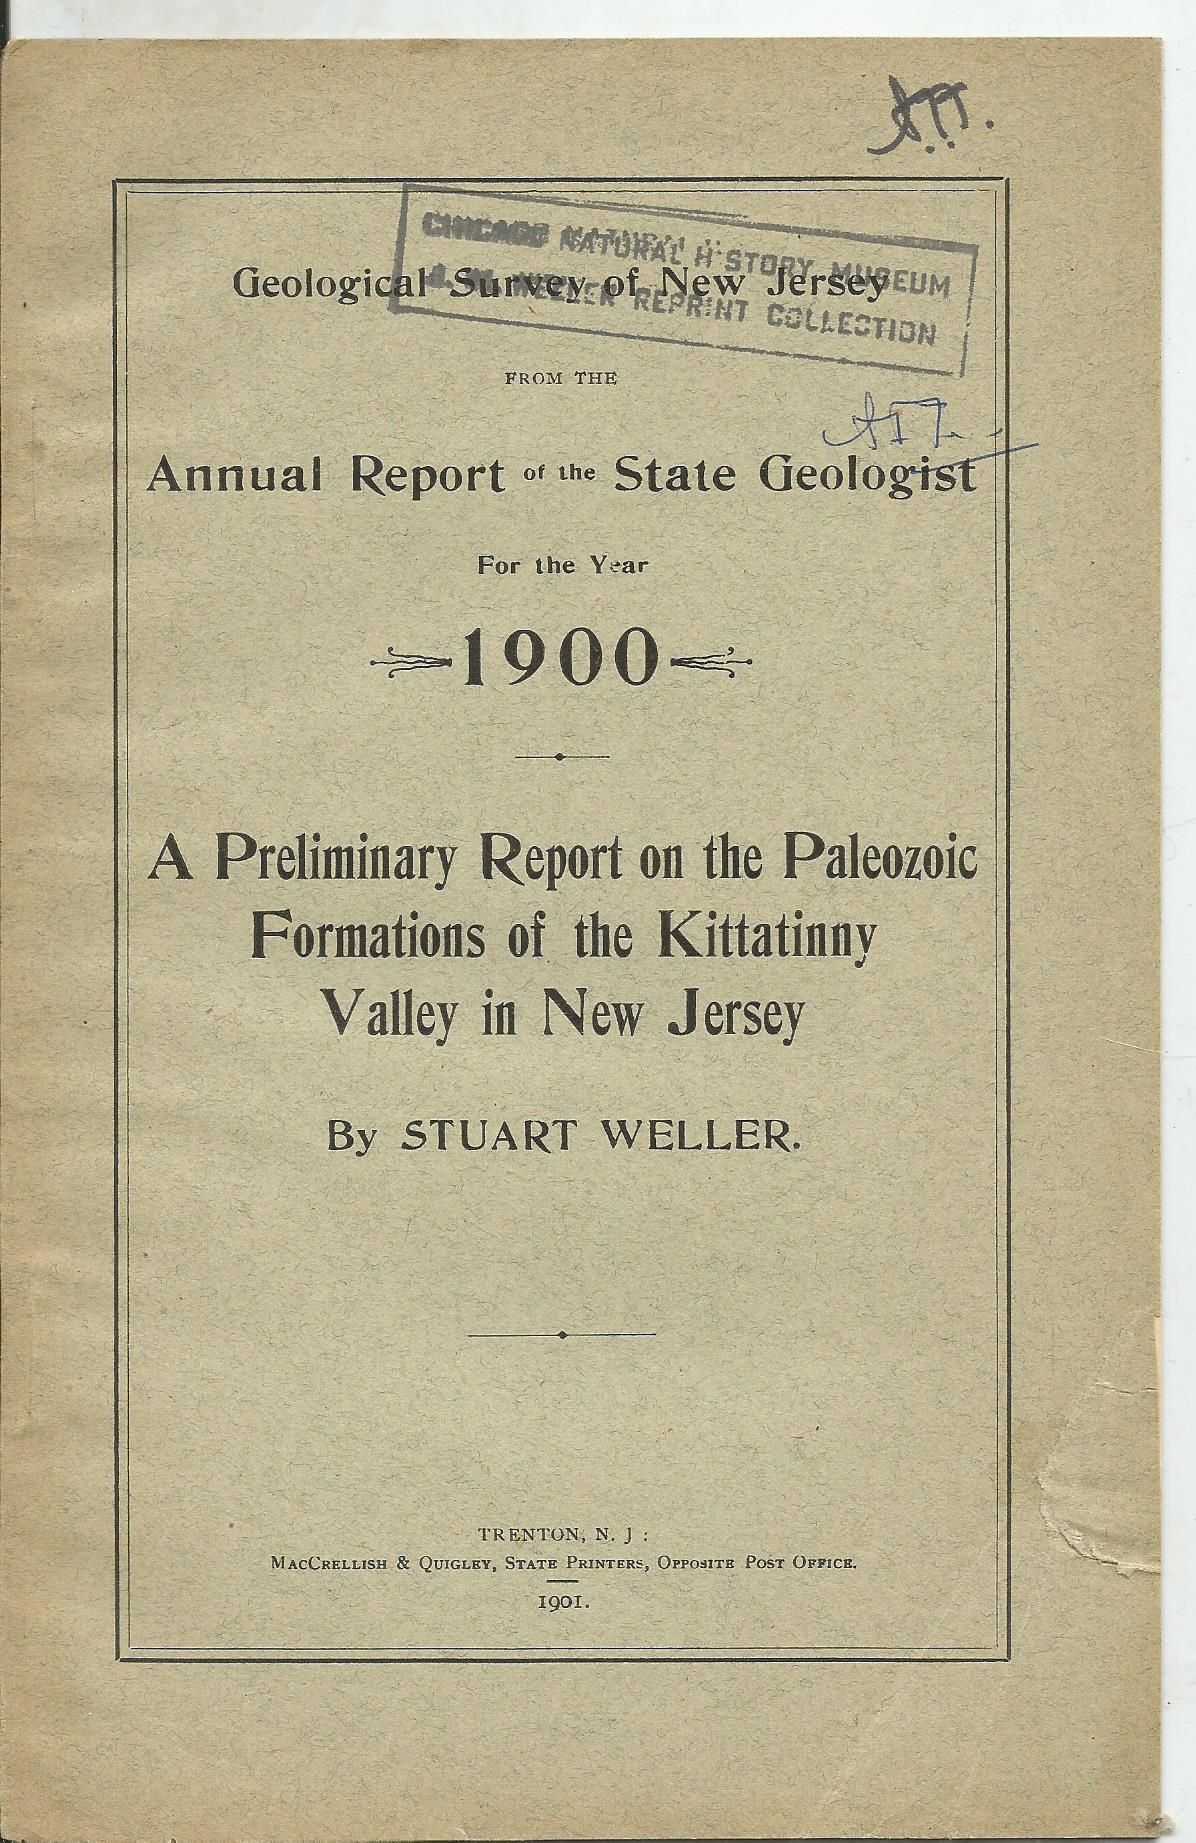 Geological Survey of New Jersey
CHICAGO NATURAL HISTORY MUSEUM
J. M. WELLER REPRINT COLLECTION
FROM THE
Annual Report of the State Geologist
For the Year
1900
A Preliminary Report on the Paleozoic
Formations of the Kittatinny
Valley in New Jersey
By STUART WELLER.
TRENTON, N. J :
MACCRELLISH & QUIGLEY, STATE PRINTERS, OPPOSITE POST OFFICE.
1901.